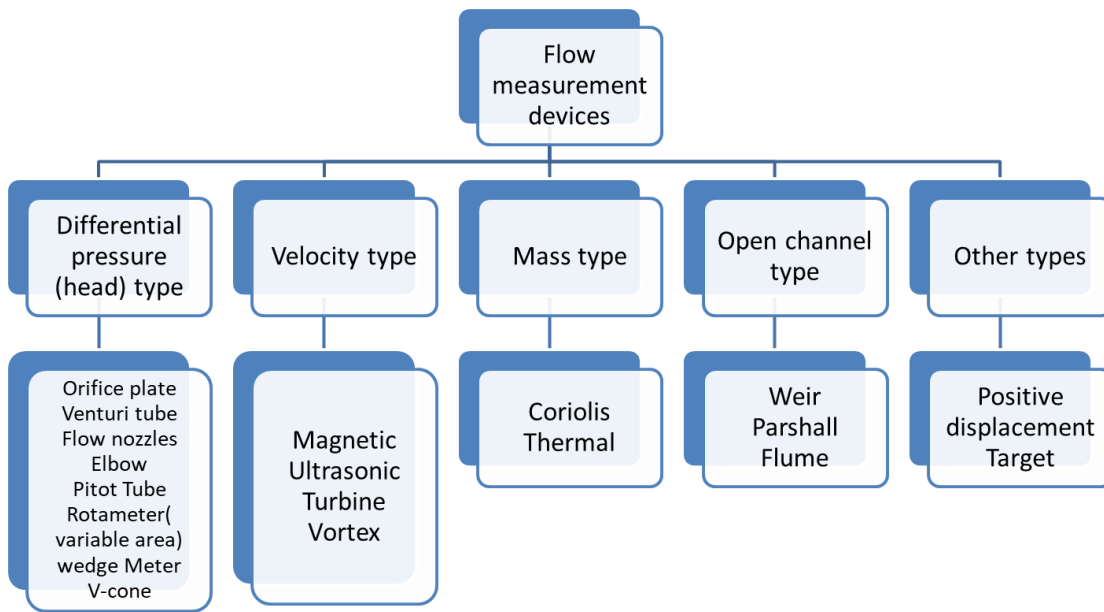 Flow
measurement
devices
Differential
pressure
(head) type
Velocity type
Mass type
Open channel
type
Other types
Orifice plate
Venturi tube
Flow nozzles
Elbow
Pitot Tube
Rotameter(
variable area)
wedge Meter
V-cone
Magnetic
Ultrasonic
Turbine
Vortex
Coriolis
Thermal
Weir
Parshall
Flume
Positive
displacement
Target